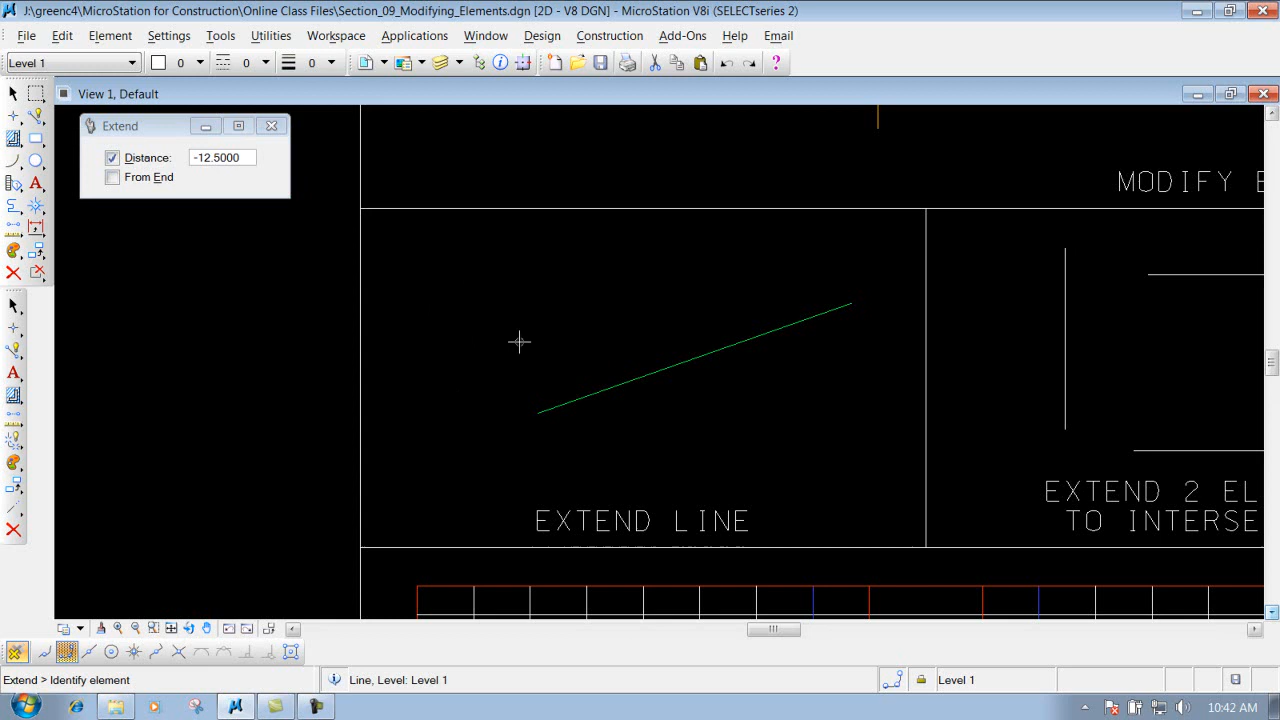 J:\greenc4\MicroStation for Construction\Online Class Files\Section_09_Modifying_Elements.dgn [2D - V8 DGN] - MicroStation V8i (SELECTseries 2)
File Edit Element Settings Tools Utilities Workspace Applications Window Design Construction Add-Ons Help Email
Level 1 0 0 0
View 1, Default
Extend
Distance: -12.5000
From End
MODIFY E
EXTEND LINE
EXTEND 2 EL
TO INTERSE
Extend > Identify element
Line, Level: Level 1
Level 1
10:42 AM